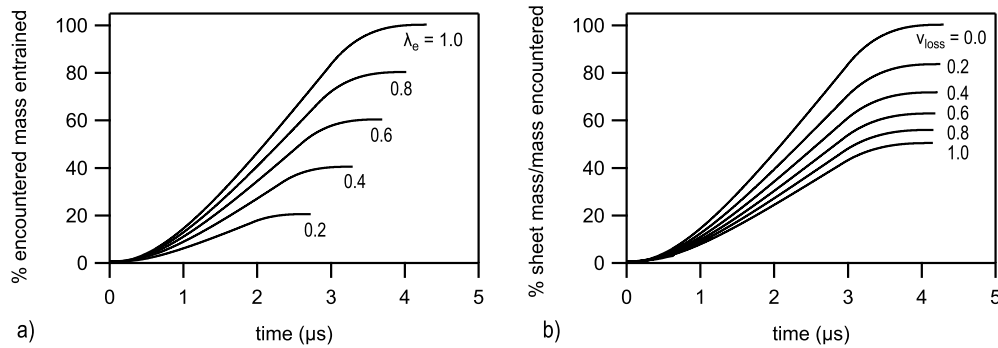 % encountered mass entrained
100
80
60
40
20
0
λe = 1.0
0.8
0.6
0.4
0.2
0 1 2 3 4 5
time (µs)
a)
% sheet mass/mass encountered
100
80
60
40
20
0
vloss = 0.0
0.2
0.4
0.6
0.8
1.0
0 1 2 3 4 5
time (µs)
b)